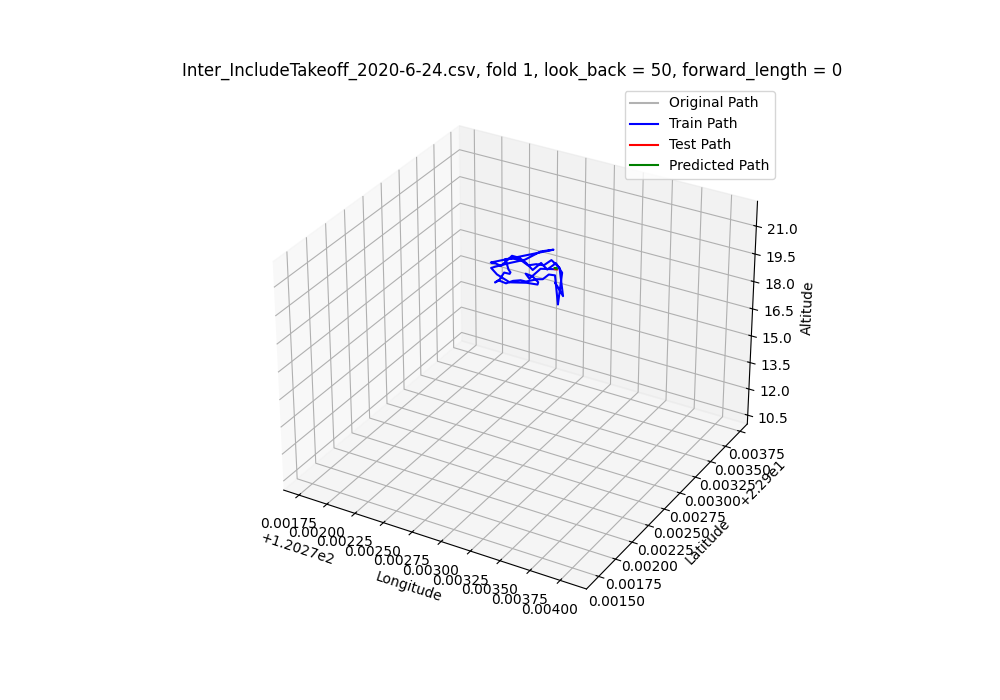 Inter_IncludeTakeoff_2020-6-24.csv, fold 1, look_back = 50, forward_length = 0
Original Path
Train Path
Test Path
Predicted Path
21.0
19.5
18.0
16.5
15.0
13.5
12.0
10.5
Altitude
0.00375
0.00350
0.00325
0.00300
0.00275
0.00250
0.00225
0.00200
0.00175
0.00150
+2.29e1
Latitude
0.00175
0.00200
0.00225
0.00250
0.00275
0.00300
0.00325
0.00350
0.00375
0.00400
+1.2027e2
Longitude